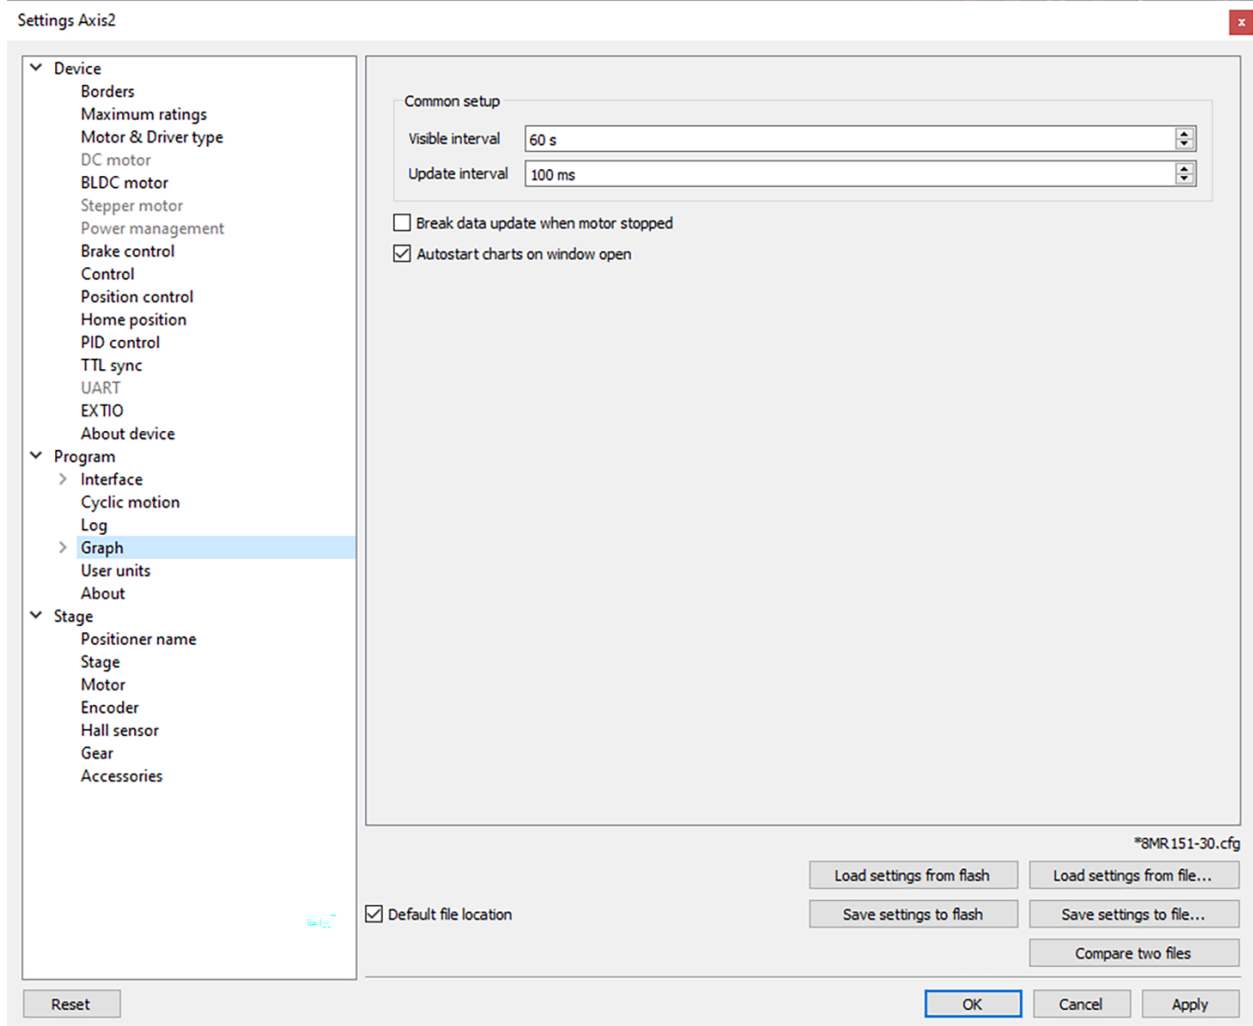 Settings Axis2
x
Device
Borders
Maximum ratings
Motor & Driver type
DC motor
BLDC motor
Stepper motor
Power management
Brake control
Control
Position control
Home position
PID control
TTL sync
UART
EXTIO
About device
Program
Interface
Cyclic motion
Log
Graph
User units
About
Stage
Positioner name
Stage
Motor
Encoder
Hall sensor
Gear
Accessories
Common setup
Visible interval 60 s
Update interval 100 ms
Break data update when motor stopped
Autostart charts on window open
*8MR151-30.cfg
Load settings from flash Load settings from file...
Default file location Save settings to flash Save settings to file...
Compare two files
Reset OK Cancel Apply